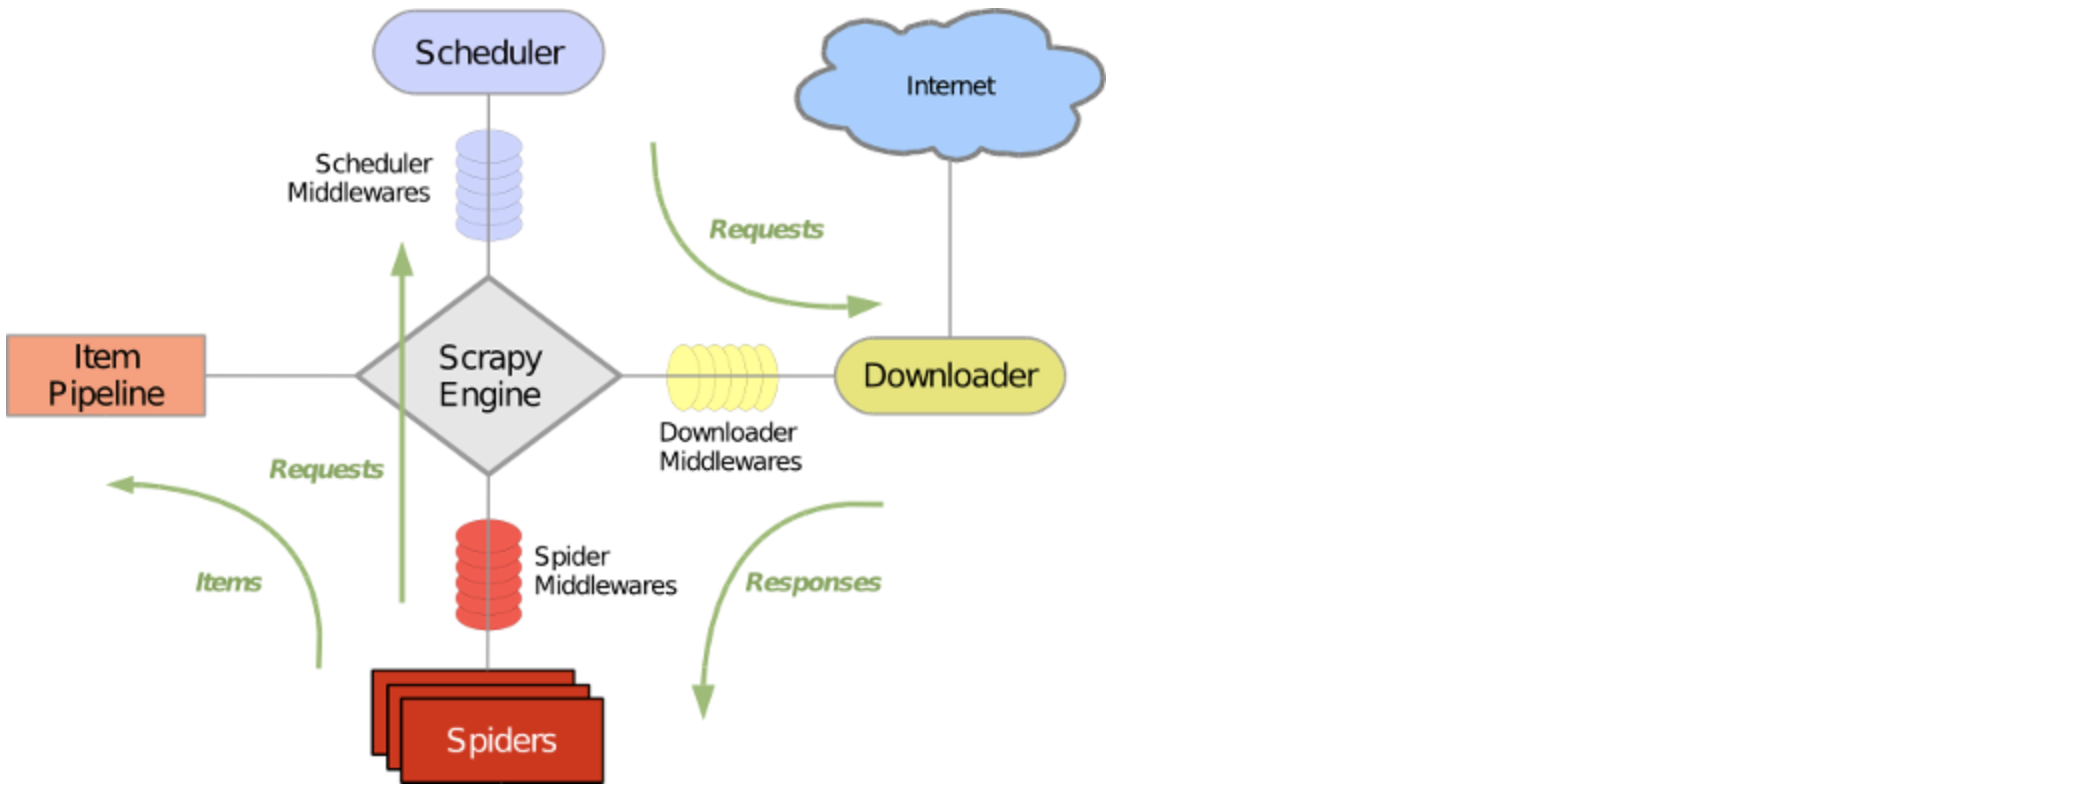 Scheduler
Internet
Scheduler
Middlewares
Requests
Item
Pipeline
Scrapy
Engine
Downloader
Downloader
Middlewares
Requests
Items
Spider
Middlewares
Responses
Spiders